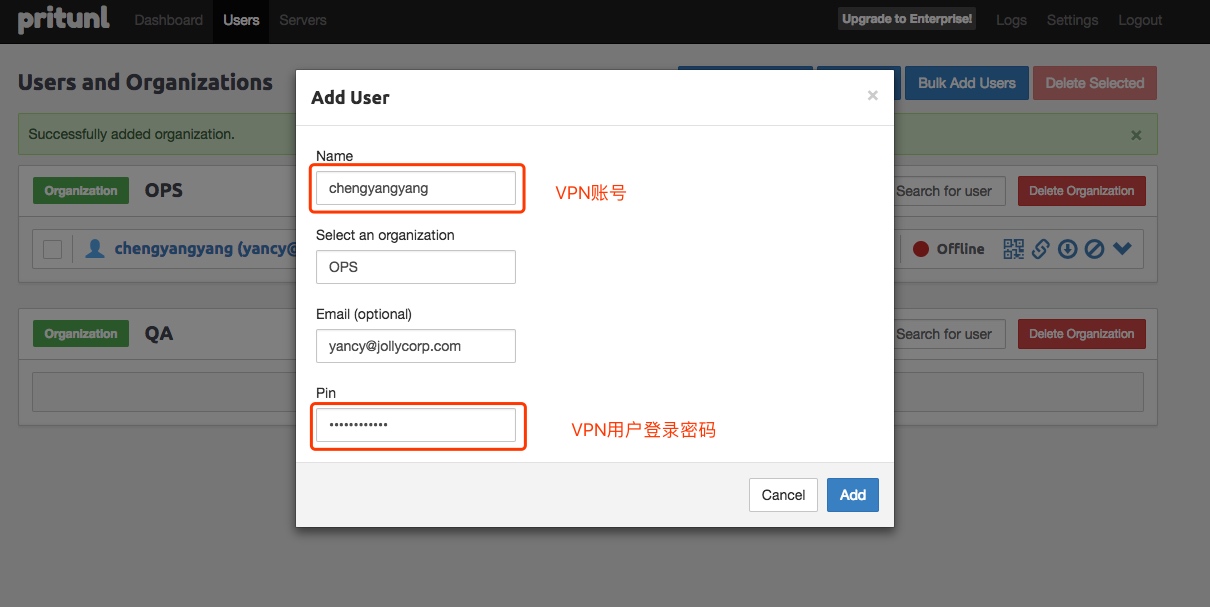 pritunl Dashboard Users Servers Upgrade to Enterprise! Logs Settings Logout
Users and Organizations Bulk Add Users Delete Selected
Add User ×
Successfully added organization. ×
Name
Organization OPS chengyangyang VPN账号 Search for user Delete Organization
Select an organization
chengyangyang (yancy@ Offline
OPS
Email (optional)
Organization QA Search for user Delete Organization
yancy@jollycorp.com
Pin
•••••••••••• VPN用户登录密码
Cancel Add